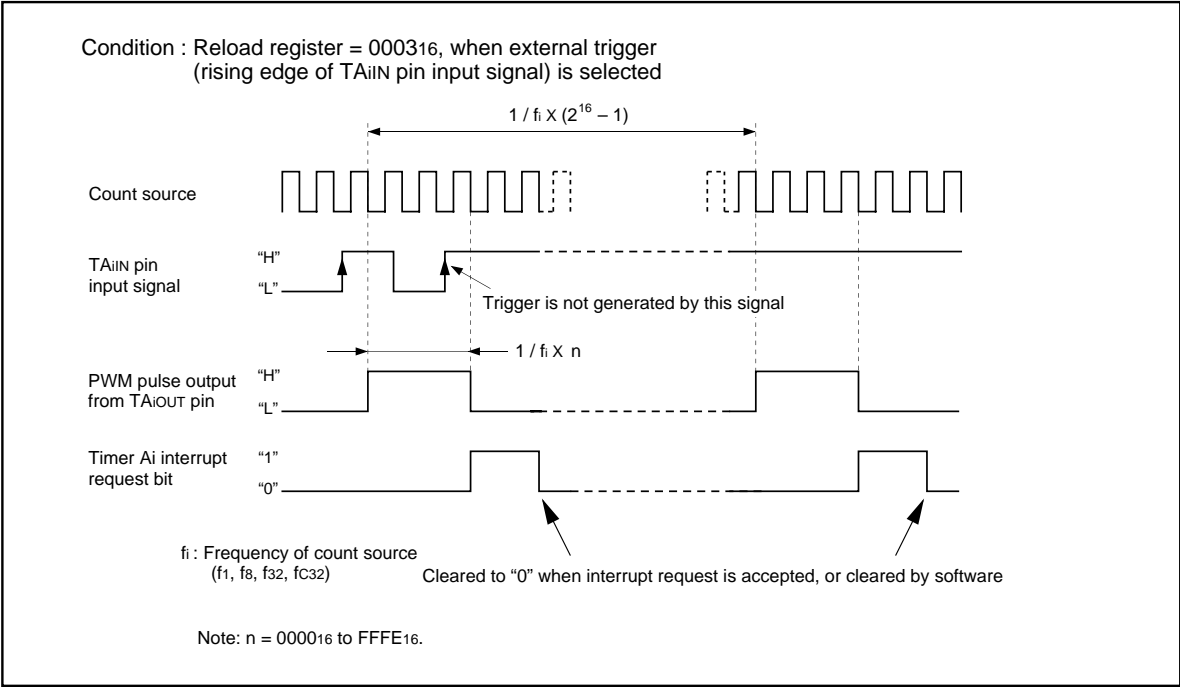 Condition : Reload register = 000316, when external trigger
(rising edge of TAiIN pin input signal) is selected
1 / fi X (2^16 – 1)
Count source
TAiIN pin
input signal
“H”
“L”
Trigger is not generated by this signal
1 / fi X n
PWM pulse output
from TAiOUT pin
“H”
“L”
Timer Ai interrupt
request bit
“1”
“0”
fi : Frequency of count source
(f1, f8, f32, fC32)
Cleared to “0” when interrupt request is accepted, or cleared by software
Note: n = 000016 to FFFE16.